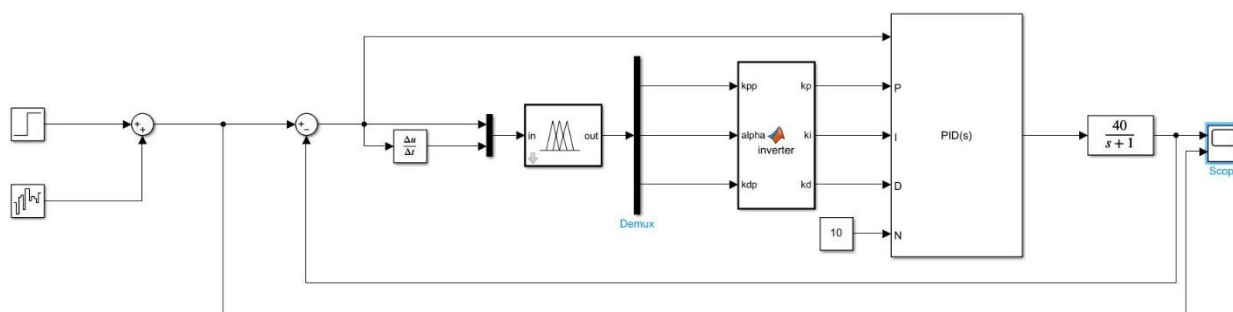 +
+
+
−
Δu
Δt
in
out
Demux
kpp
alpha
kdp
kp
ki
kd
inverter
10
P
I
D
N
PID(s)
40
s + 1
Scop